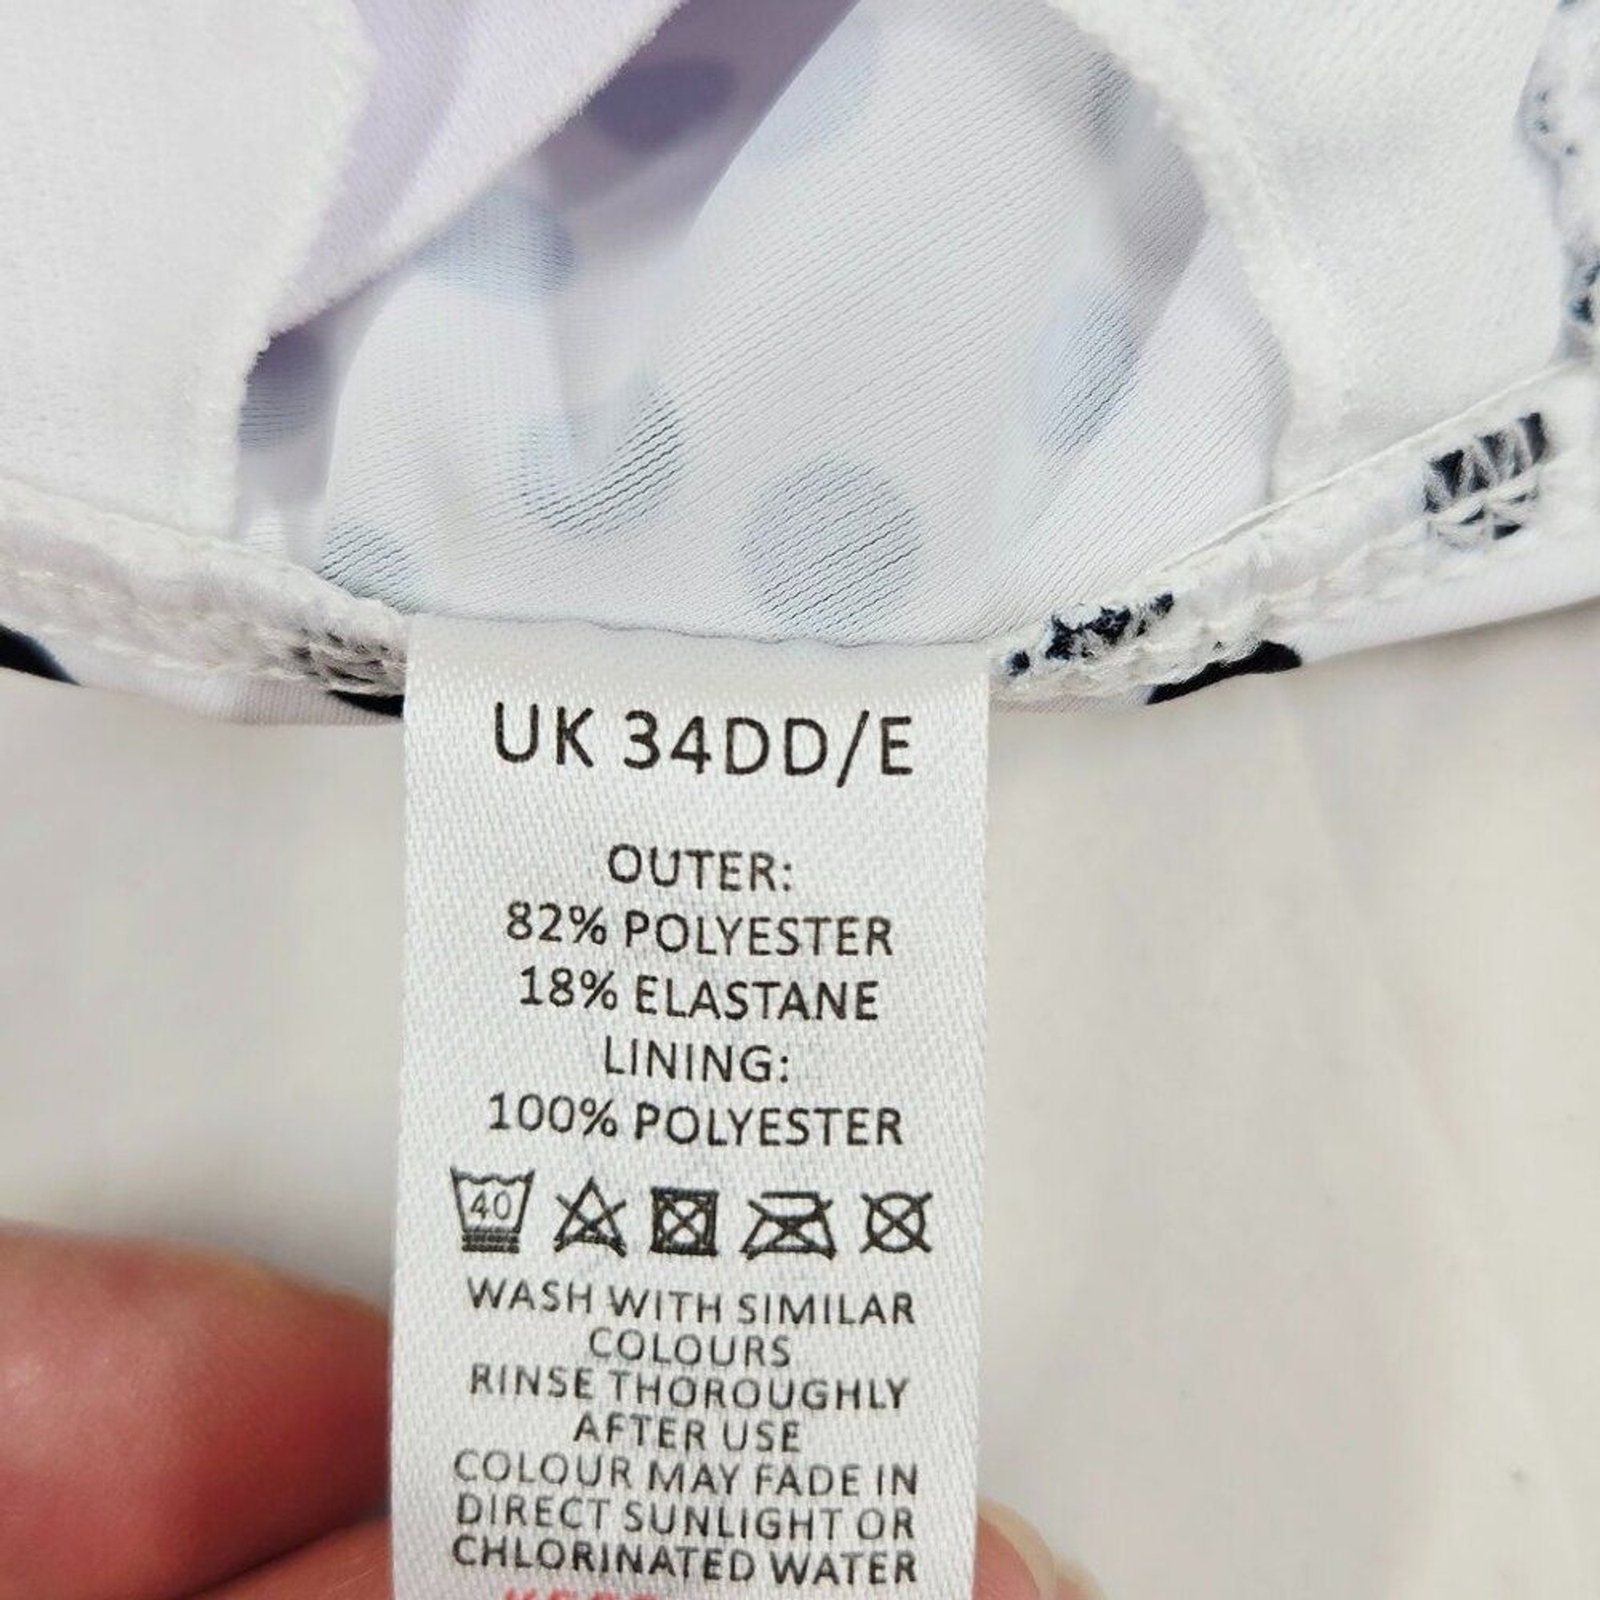 UK 34DD/E
OUTER:
82% POLYESTER
18% ELASTANE
LINING:
100% POLYESTER
40
WASH WITH SIMILAR
COLOURS
RINSE THOROUGHLY
AFTER USE
COLOUR MAY FADE IN
DIRECT SUNLIGHT OR
CHLORINATED WATER